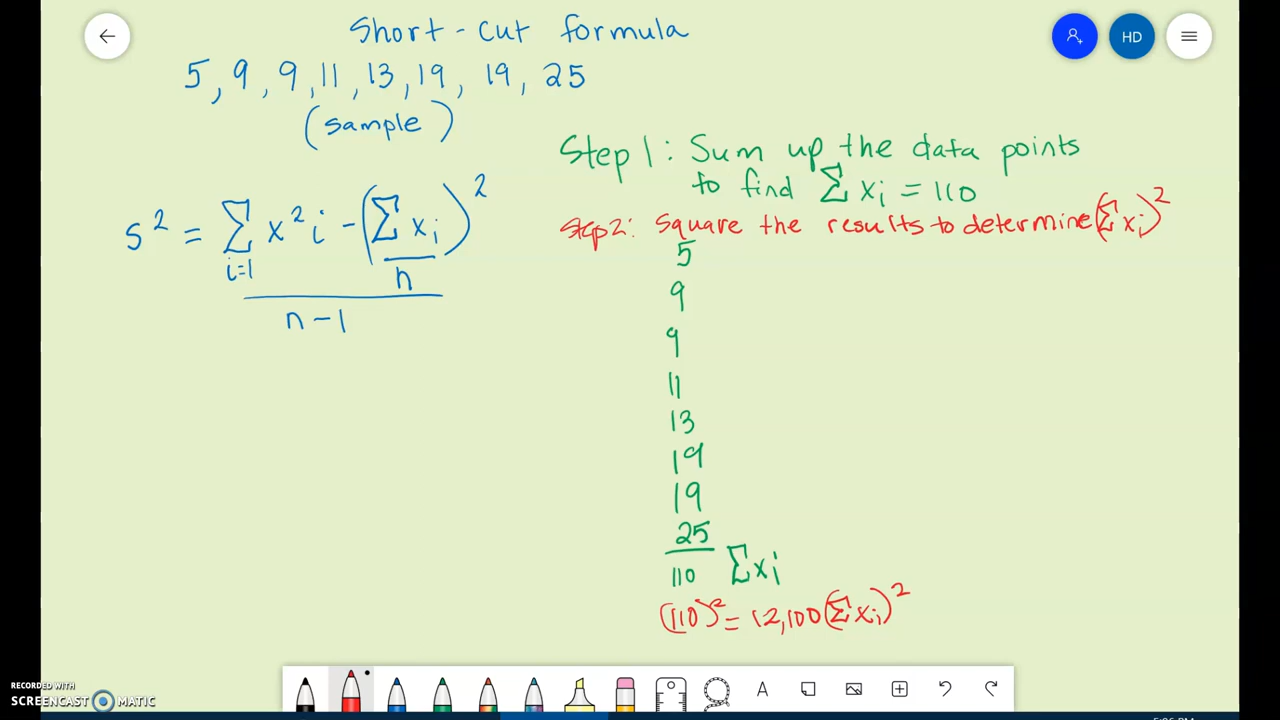 Short-cut formula
HD
5, 9, 9, 11, 13, 19, 19, 25
(sample)
Step 1: Sum up the data points
to find Σ xi = 110
s² = Σ x²i - (Σ xi)²
i=1
n
n-1
Step 2: square the results to determine (Σ xi)²
5
9
9
11
13
19
19
25
110 Σxi
(110)² = 12,100 (Σ xi)²
RECORDED WITH
SCREENCAST MATIC
A